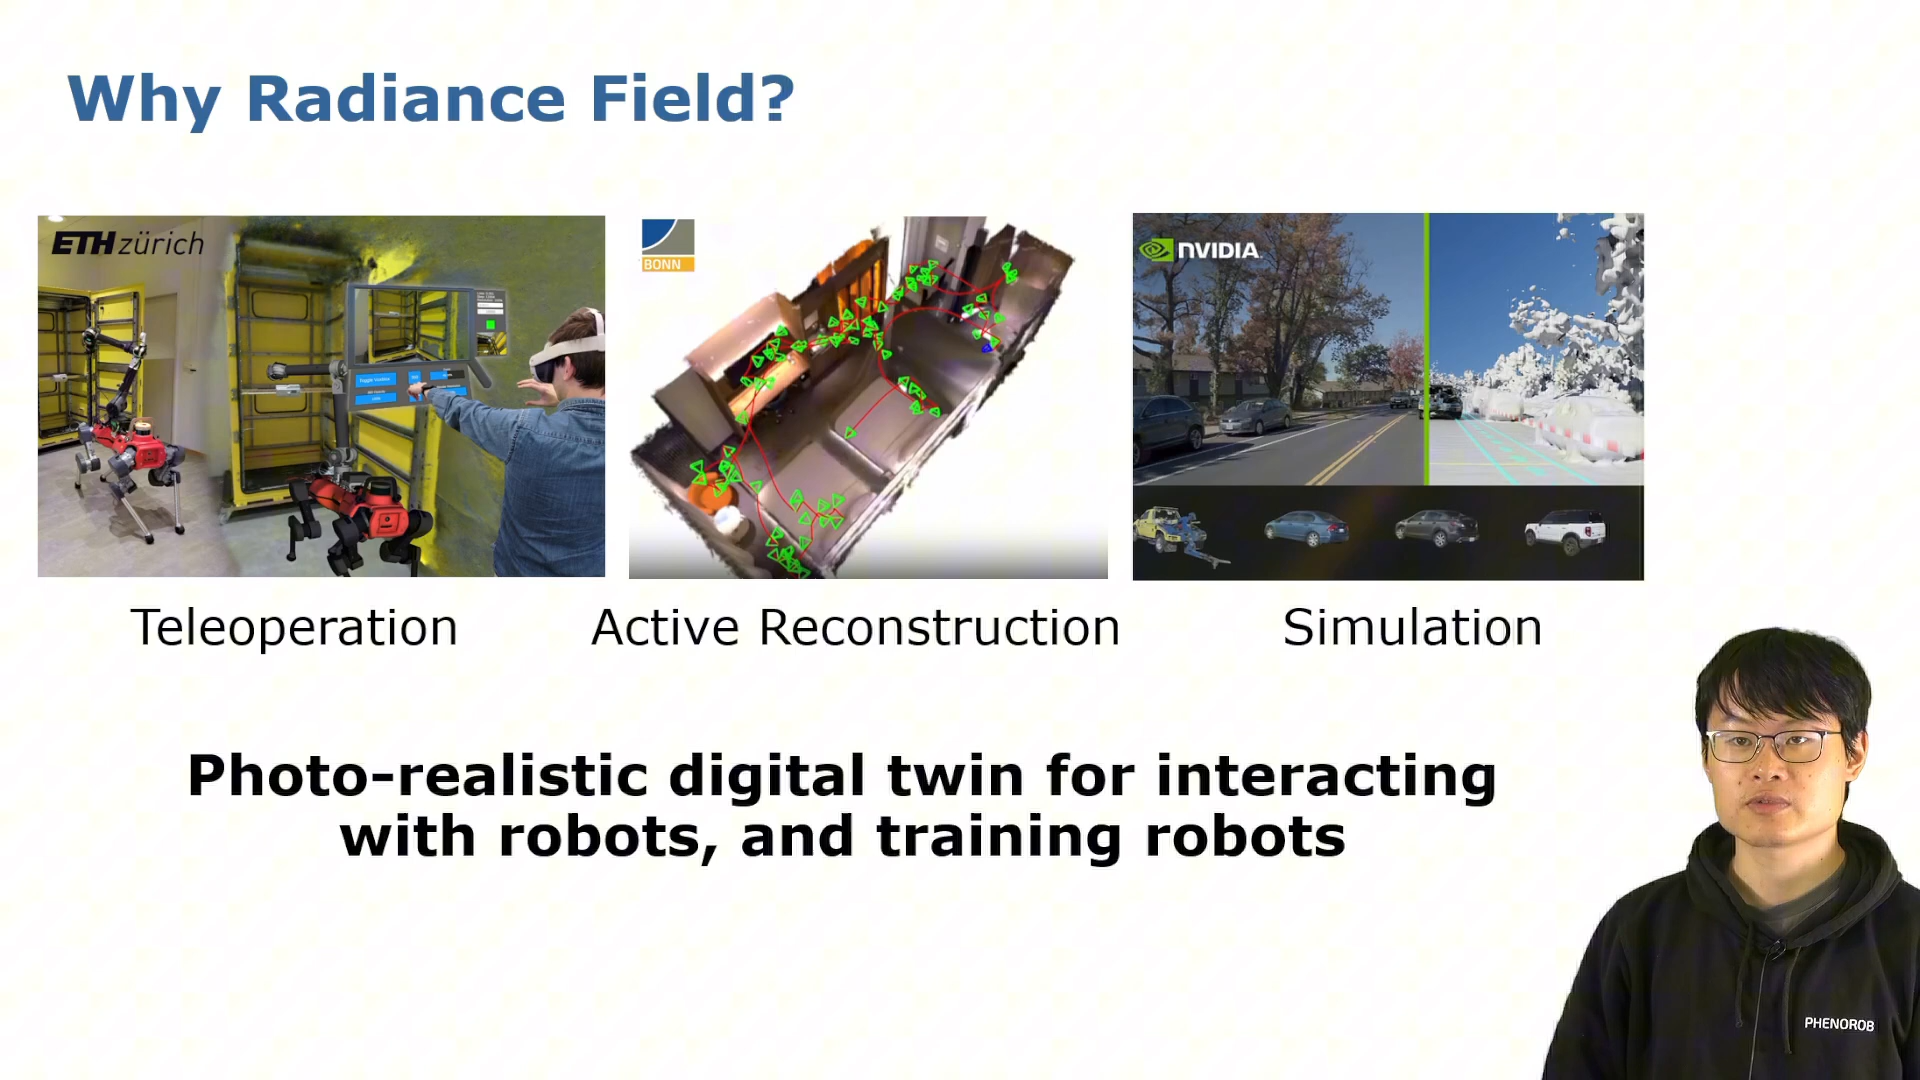 Why Radiance Field?
ETH zürich
BONN
NVIDIA
Teleoperation
Active Reconstruction
Simulation
Photo-realistic digital twin for interacting
with robots, and training robots
PHENOROB